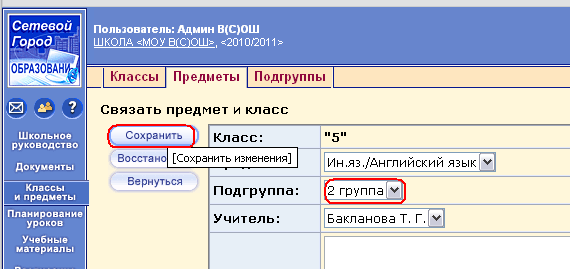 Сетевой
Город
ОБРАЗОВАНИ
Пользователь: Админ В(С)ОШ
ШКОЛА <МОУ В(С)ОШ>, <2010/2011>
Классы Предметы Подгруппы
?
Связать предмет и класс
Школьное
руководство
Документы
Классы
и предметы
Планирование
уроков
Учебные
материалы
Сохранить
Восстано
[Сохранить изменения]
Вернуться
Класс: "5"
Ин.яз./Английский язык
Подгруппа: 2 группа
Учитель: Бакланова Т. Г.